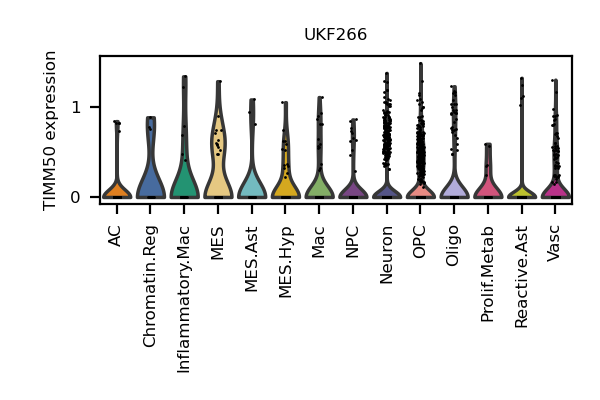 UKF266
TIMM50 expression
1
0
AC
Chromatin.Reg
Inflammatory.Mac
MES
MES.Ast
MES.Hyp
Mac
NPC
Neuron
OPC
Oligo
Prolif.Metab
Reactive.Ast
Vasc